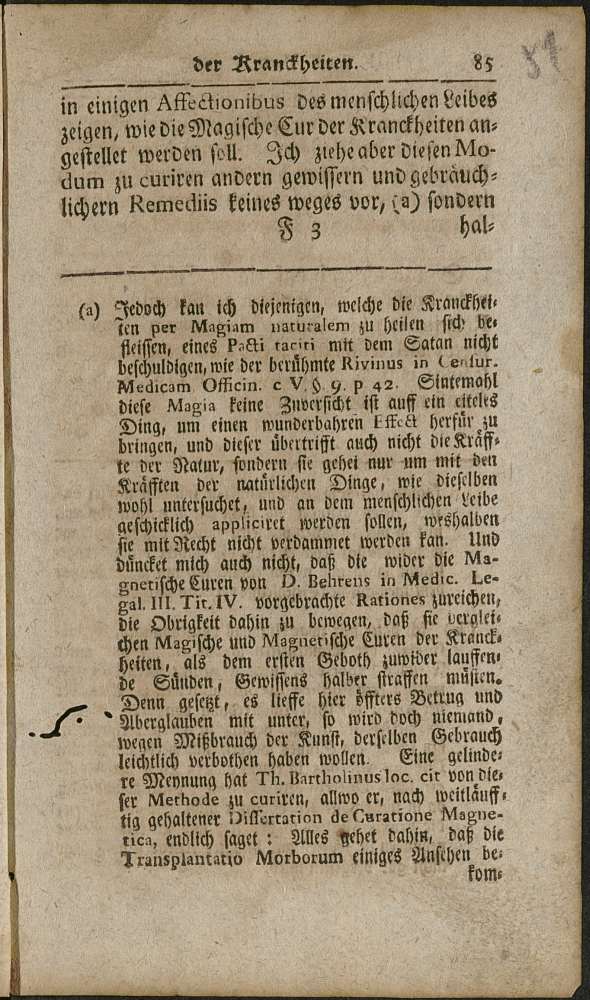 der Kranckheiten. 85
in einigen Affectionibus des menschlichen Leibes
zeigen, wie die Magische Cur der Kranckheiten an-
gestellet werden soll. Ich ziehe aber diesen Mo-
dum zu curiren andern gewissern und gebräuch-
lichern Remediis keines weges vor, (a) sondern
F 3 hal-
(a) Jedoch kan ich diejenigen, welche die Kranckhei-
ten per Magiam naturalem zu heilen sich be-
fleissen, eines Pacti taciti mit dem Satan nicht
beschuldigen, wie der berühmte Rivinus in Censur.
Medicam. Officin. c V. §. 9. p 42. Sintemahl
diese Magia keine Zuversicht ist auff ein eiteles
Ding, um einen wunderbahren Effect herfür zu
bringen, und dieser übertrifft auch nicht die Kräff-
te der Natur, sondern sie gehet nur um mit den
Kräfften der natürlichen Dinge, wie dieselben
wohl untersuchet, und an dem menschlichen Leibe
geschicklich appliciret werden sollen, weshalben
sie mit Recht nicht verdammet werden kan. Und
düncket mich auch nicht, daß die wider die Ma-
gnetische Curen von D. Behrens in Medic. Le-
gal. III. Tit. IV. vorgebrachte Rationes zureichen,
die Obrigkeit dahin zu bewegen, daß sie derglei-
chen Magische und Magnetische Curen der Kranck-
heiten, als dem ersten Geboth zuwider lauffen-
de Sünden, Gewissens halber straffen müsten.
Denn gesetzt, es lieffe hier öffters Betrug und
Aberglauben mit unter, so wird doch niemand,
wegen Mißbrauch der Kunst, derselben Gebrauch
leichtlich verbothen haben wollen. Eine gelinde-
re Meynung hat Th. Bartholinus loc. cit von die-
ser Methode zu curiren, allwo er, nach weitläuff-
tig gehaltener Dissertation de Curatione Magne-
tica, endlich saget: Alles gehet dahin, daß die
Transplantatio Morborum einiges Ansehen be-
kom-